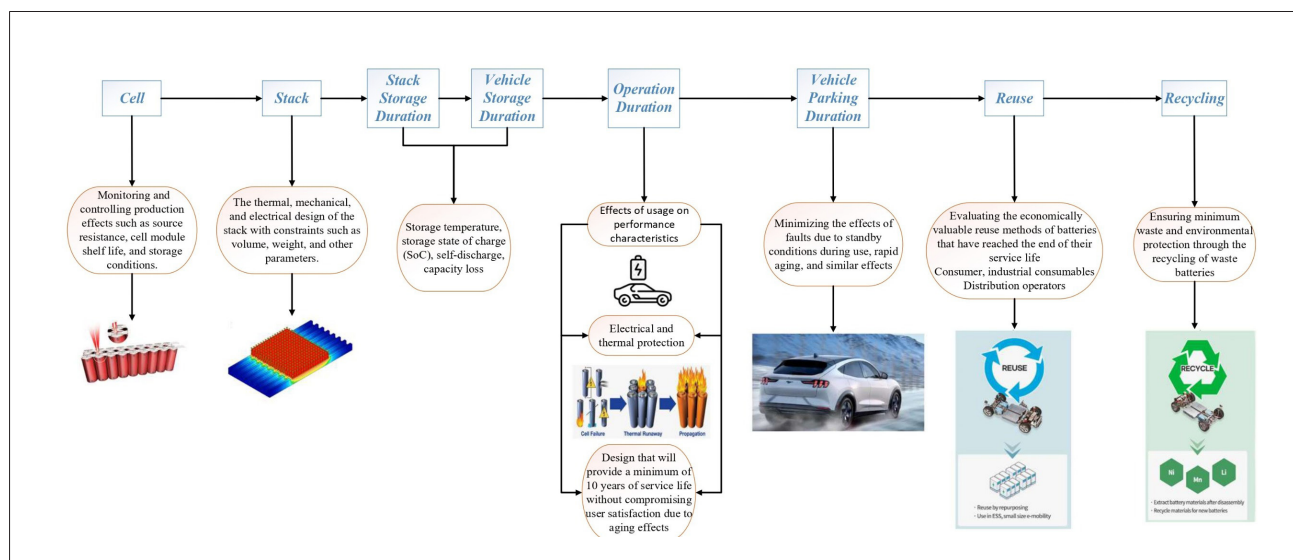 Cell
Stack
Stack
Storage
Duration
Vehicle
Storage
Duration
Operation
Duration
Vehicle
Parking
Duration
Reuse
Recycling
Monitoring and
controlling production
effects such as source
resistance, cell module
shelf life, and storage
conditions.
The thermal, mechanical,
and electrical design of the
stack with constraints such as
volume, weight, and other
parameters.
Storage temperature,
storage state of charge
(SoC), self-discharge,
capacity loss
Effects of usage on
performance
characteristics
Electrical and
thermal protection
Cell Failure
Thermal Runaway
Propagation
Design that will
provide a minimum of
10 years of service life
without compromising
user satisfaction due to
aging effects
Minimizing the effects of
faults due to standby
conditions during use, rapid
aging, and similar effects
Evaluating the economically
valuable reuse methods of batteries
that have reached the end of their
service life
Consumer, industrial consumables
Distribution operators
REUSE
- Reuse by repurposing
- Use in ESS, small size e-mobility
Ensuring minimum
waste and environmental
protection through the
recycling of waste
batteries
RECYCLE
Ni
Mn
Li
- Extract battery materials after disassembly
- Recycle materials for new batteries